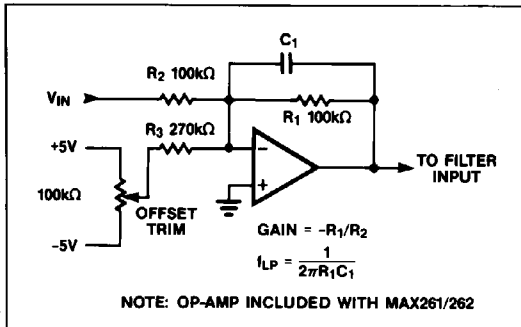 C1
R2 100kΩ
VIN
R1 100kΩ
R3 270kΩ
+5V
−
+
TO FILTER
INPUT
100kΩ
OFFSET
TRIM
−5V
GAIN = −R1/R2
fLP = 1
2πR1C1
NOTE: OP-AMP INCLUDED WITH MAX261/262